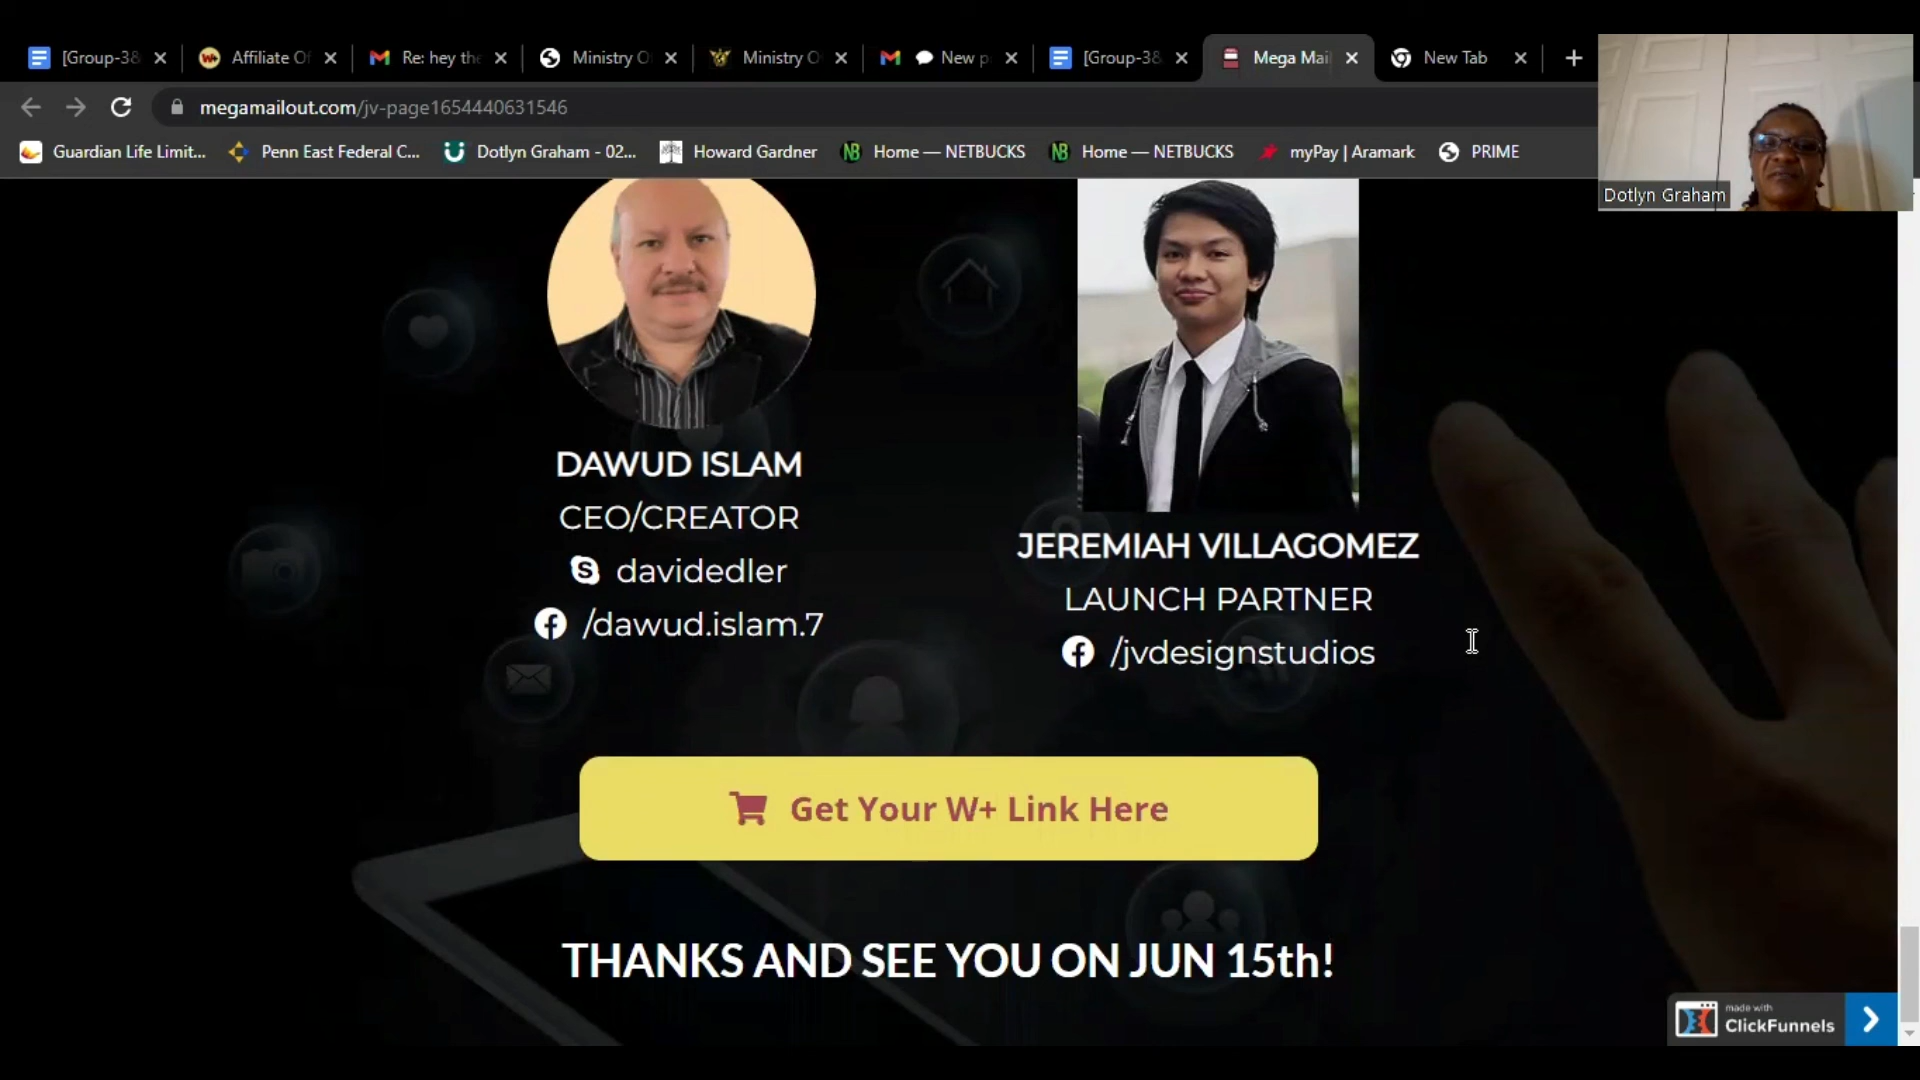 [Group-38
Affiliate Of
Re: hey the
Ministry O
Ministry O
New p
[Group-38
Mega Mai
New Tab
megamailout.com/jv-page1654440631546
Guardian Life Limit...
Penn East Federal C...
Dotlyn Graham - 02...
Howard Gardner
NB Home — NETBUCKS
NB Home — NETBUCKS
myPay | Aramark
PRIME
Dotlyn Graham
DAWUD ISLAM
CEO/CREATOR
davidedler
/dawud.islam.7
JEREMIAH VILLAGOMEZ
LAUNCH PARTNER
/jvdesignstudios
Get Your W+ Link Here
THANKS AND SEE YOU ON JUN 15th!
made with
ClickFunnels